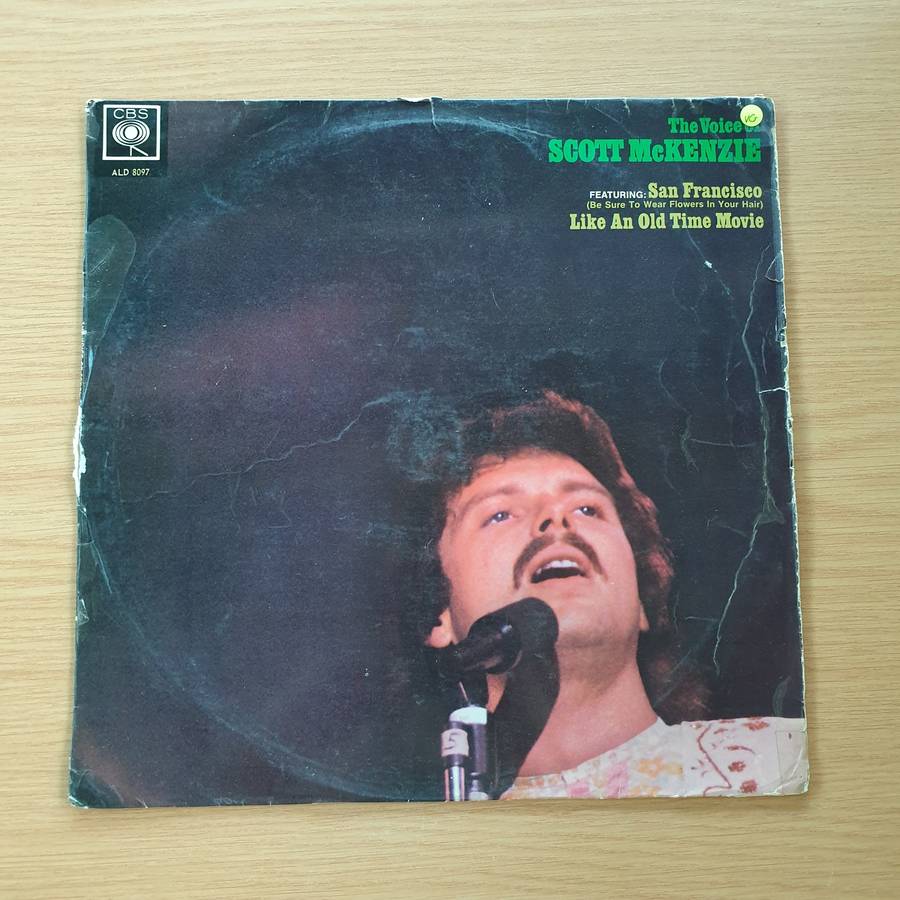 CBS
ALD 8097
VG
The Voice of
SCOTT McKENZIE
FEATURING: San Francisco
(Be Sure To Wear Flowers In Your Hair)
Like An Old Time Movie
5